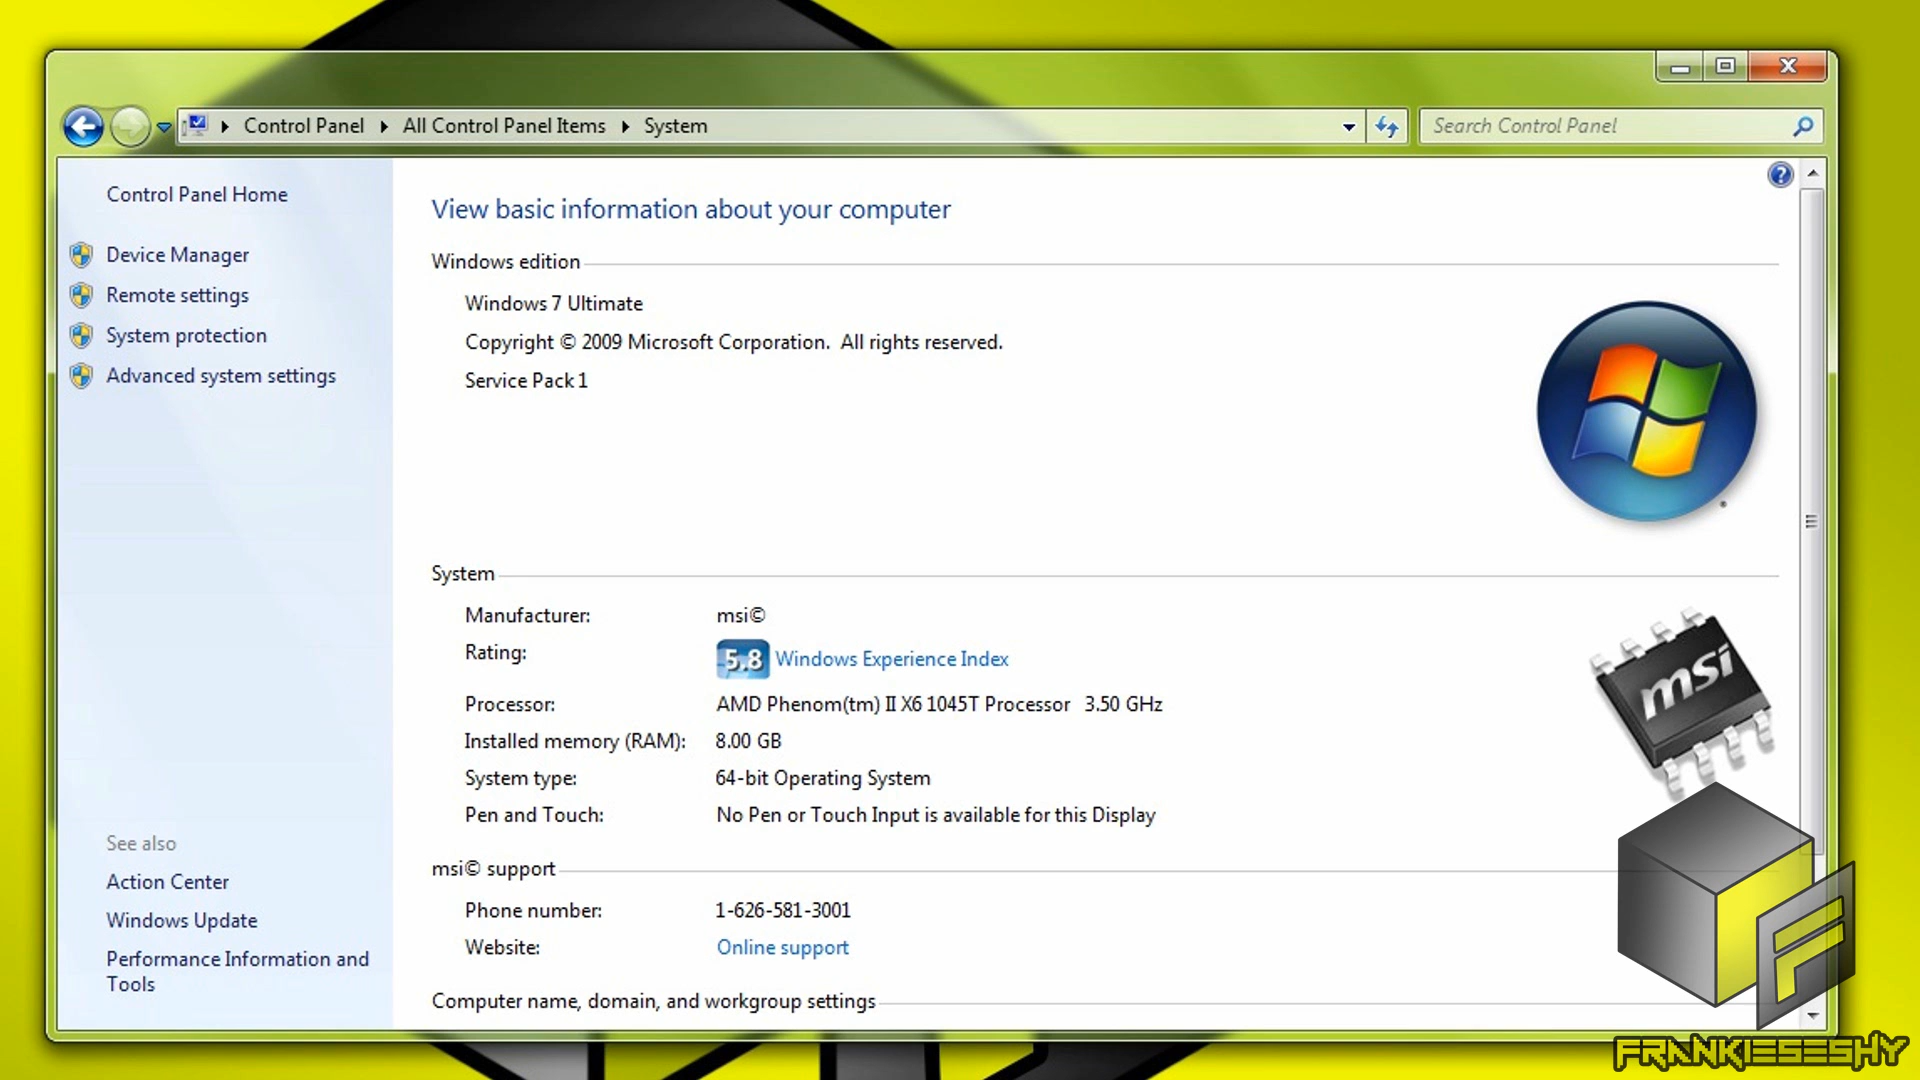 Control Panel All Control Panel Items System
Search Control Panel
Control Panel Home
Device Manager
Remote settings
System protection
Advanced system settings
See also
Action Center
Windows Update
Performance Information and
Tools
View basic information about your computer
Windows edition
Windows 7 Ultimate
Copyright © 2009 Microsoft Corporation. All rights reserved.
Service Pack 1
System
Manufacturer: msi©
Rating: 5.8 Windows Experience Index
Processor: AMD Phenom(tm) II X6 1045T Processor 3.50 GHz
Installed memory (RAM): 8.00 GB
System type: 64-bit Operating System
Pen and Touch: No Pen or Touch Input is available for this Display
msi
msi© support
Phone number: 1-626-581-3001
Website: Online support
Computer name, domain, and workgroup settings
F
FRANKIESESHY